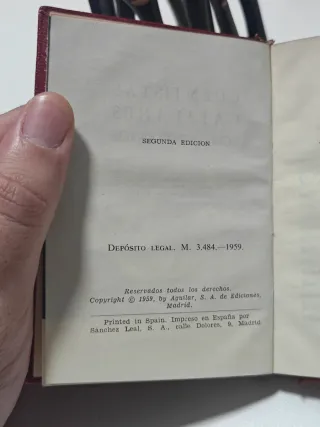 SEGUNDA EDICION
DEPÓSITO LEGAL. M. 3.484.—1959.
Reservados todos los derechos.
Copyright © 1959, by Aguilar, S. A. de Ediciones,
Madrid.
Printed in Spain. Impreso en España por
Sánchez Leal, S. A., calle Dolores, 9. Madrid